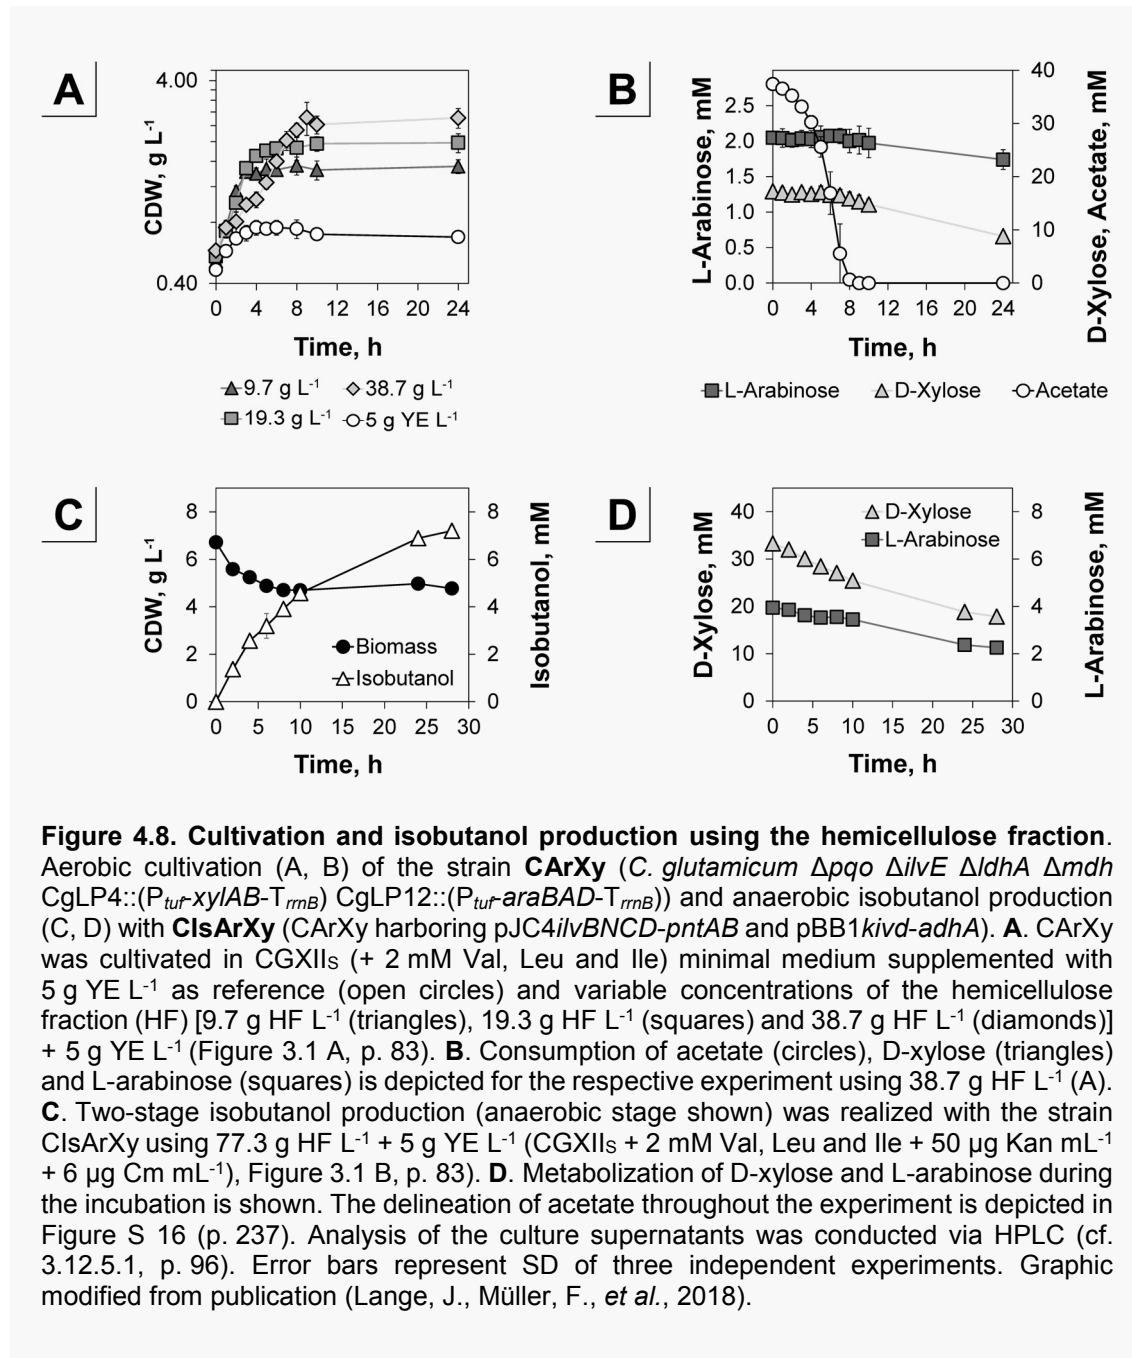 A
4.00
0.40
CDW, g L⁻¹
0 4 8 12 16 20 24
Time, h
9.7 g L⁻¹ 38.7 g L⁻¹
19.3 g L⁻¹ 5 g YE L⁻¹
B
2.5
2.0
1.5
1.0
0.5
0.0
L-Arabinose, mM
40
30
20
10
0
D-Xylose, Acetate, mM
0 4 8 12 16 20 24
Time, h
L-Arabinose D-Xylose Acetate
C
8
6
4
2
0
CDW, g L⁻¹
8
6
4
2
0
Isobutanol, mM
Biomass
Isobutanol
0 5 10 15 20 25 30
Time, h
D
40
30
20
10
0
D-Xylose, mM
8
6
4
2
0
L-Arabinose, mM
D-Xylose
L-Arabinose
0 5 10 15 20 25 30
Time, h
Figure 4.8. Cultivation and isobutanol production using the hemicellulose fraction.
Aerobic cultivation (A, B) of the strain CArXy (C. glutamicum Δpqo ΔilvE ΔldhA Δmdh
CgLP4::(Ptuf-xylAB-TrrnB) CgLP12::(Ptuf-araBAD-TrrnB)) and anaerobic isobutanol production
(C, D) with CIsArXy (CArXy harboring pJC4ilvBNCD-pntAB and pBB1kivd-adhA). A. CArXy
was cultivated in CGXIIS (+ 2 mM Val, Leu and Ile) minimal medium supplemented with
5 g YE L⁻¹ as reference (open circles) and variable concentrations of the hemicellulose
fraction (HF) [9.7 g HF L⁻¹ (triangles), 19.3 g HF L⁻¹ (squares) and 38.7 g HF L⁻¹ (diamonds)]
+ 5 g YE L⁻¹ (Figure 3.1 A, p. 83). B. Consumption of acetate (circles), D-xylose (triangles)
and L-arabinose (squares) is depicted for the respective experiment using 38.7 g HF L⁻¹ (A).
C. Two-stage isobutanol production (anaerobic stage shown) was realized with the strain
CIsArXy using 77.3 g HF L⁻¹ + 5 g YE L⁻¹ (CGXIIS + 2 mM Val, Leu and Ile + 50 µg Kan mL⁻¹
+ 6 µg Cm mL⁻¹), Figure 3.1 B, p. 83). D. Metabolization of D-xylose and L-arabinose during
the incubation is shown. The delineation of acetate throughout the experiment is depicted in
Figure S 16 (p. 237). Analysis of the culture supernatants was conducted via HPLC (cf.
3.12.5.1, p. 96). Error bars represent SD of three independent experiments. Graphic
modified from publication (Lange, J., Müller, F., et al., 2018).